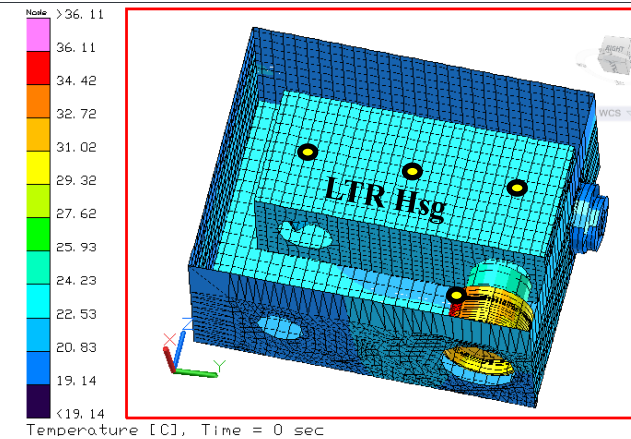 Node >36. 11
36. 11
34. 42
32. 72
31. 02
29. 32
27. 62
25. 93
24. 23
22. 53
20. 83
19. 14
<19. 14
LTR Hsg
RIGHT
WCS
X
Z
Y
Temperature [C], Time = 0 sec